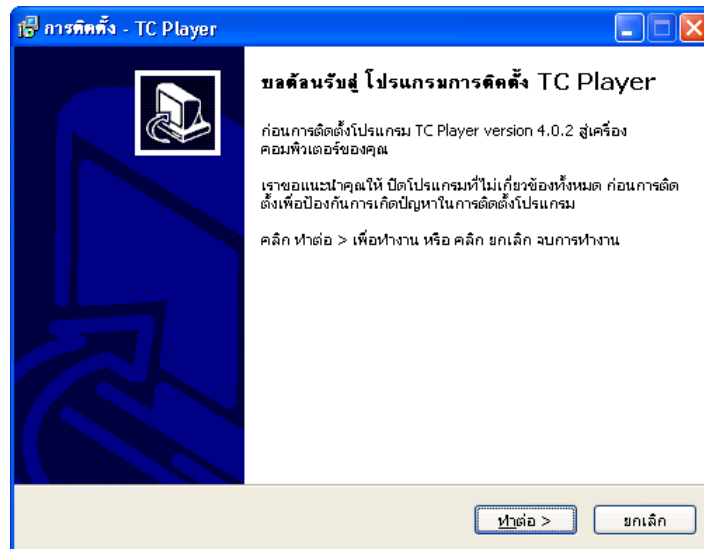 การติดตั้ง - TC Player
ขอต้อนรับสู่ โปรแกรมการติดตั้ง TC Player
ก่อนการติดตั้งโปรแกรม TC Player version 4.0.2 สู่เครื่อง
คอมพิวเตอร์ของคุณ
เราขอแนะนำคุณให้ ปิดโปรแกรมที่ไม่เกี่ยวข้องทั้งหมด ก่อนการติด
ตั้งเพื่อป้องกันการเกิดปัญหาในการติดตั้งโปรแกรม
คลิก ทำต่อ > เพื่อทำงาน หรือ คลิก ยกเลิก จบการทำงาน
ทำต่อ >
ยกเลิก